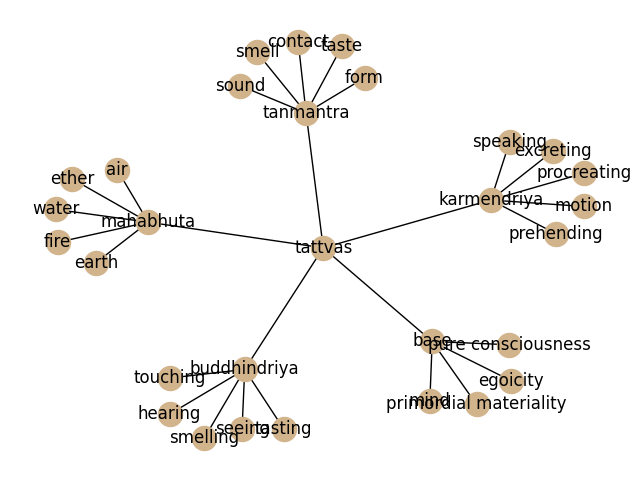 contact
taste
smell
form
sound
tanmantra
speaking
excreting
procreating
karmendriya
motion
prehending
air
ether
water
mahabhuta
fire
earth
tattvas
base
pure consciousness
egoicity
mind
primordial materiality
buddhindriya
touching
hearing
smelling
seeing
tasting